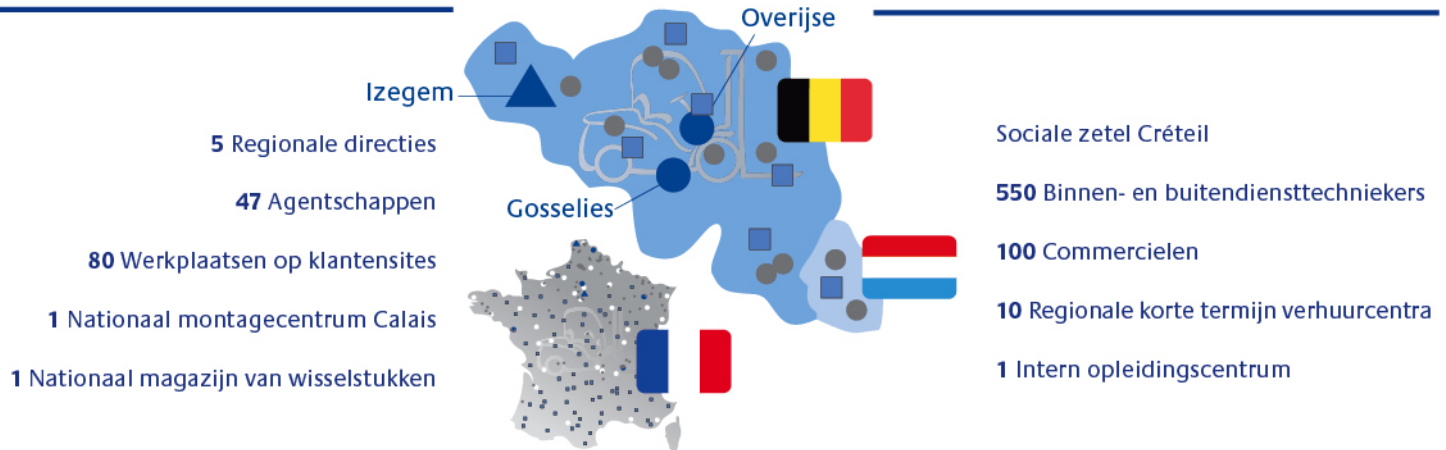 Overijse
Izegem
Gosselies
5 Regionale directies
47 Agentschappen
80 Werkplaatsen op klantensites
1 Nationaal montagecentrum Calais
1 Nationaal magazijn van wisselstukken
Sociale zetel Créteil
550 Binnen- en buitendiensttechniekers
100 Commercielen
10 Regionale korte termijn verhuurcentra
1 Intern opleidingscentrum